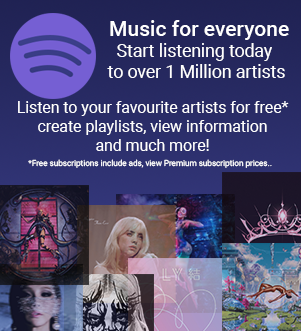 Music for everyone
Start listening today
to over 1 Million artists
Listen to your favourite artists for free*
create playlists, view information
and much more!
*Free subscriptions include ads, view Premium subscription prices..